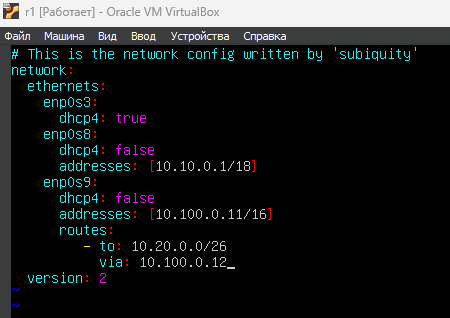 r1 [Работает] - Oracle VM VirtualBox
Файл Машина Вид Ввод Устройства Справка
# This is the network config written by 'subiquity'
network:
  ethernets:
    enp0s3:
      dhcp4: true
    enp0s8:
      dhcp4: false
      addresses: [10.10.0.1/18]
    enp0s9:
      dhcp4: false
      addresses: [10.100.0.11/16]
      routes:
         - to: 10.20.0.0/26
           via: 10.100.0.12_
  version: 2
~
~